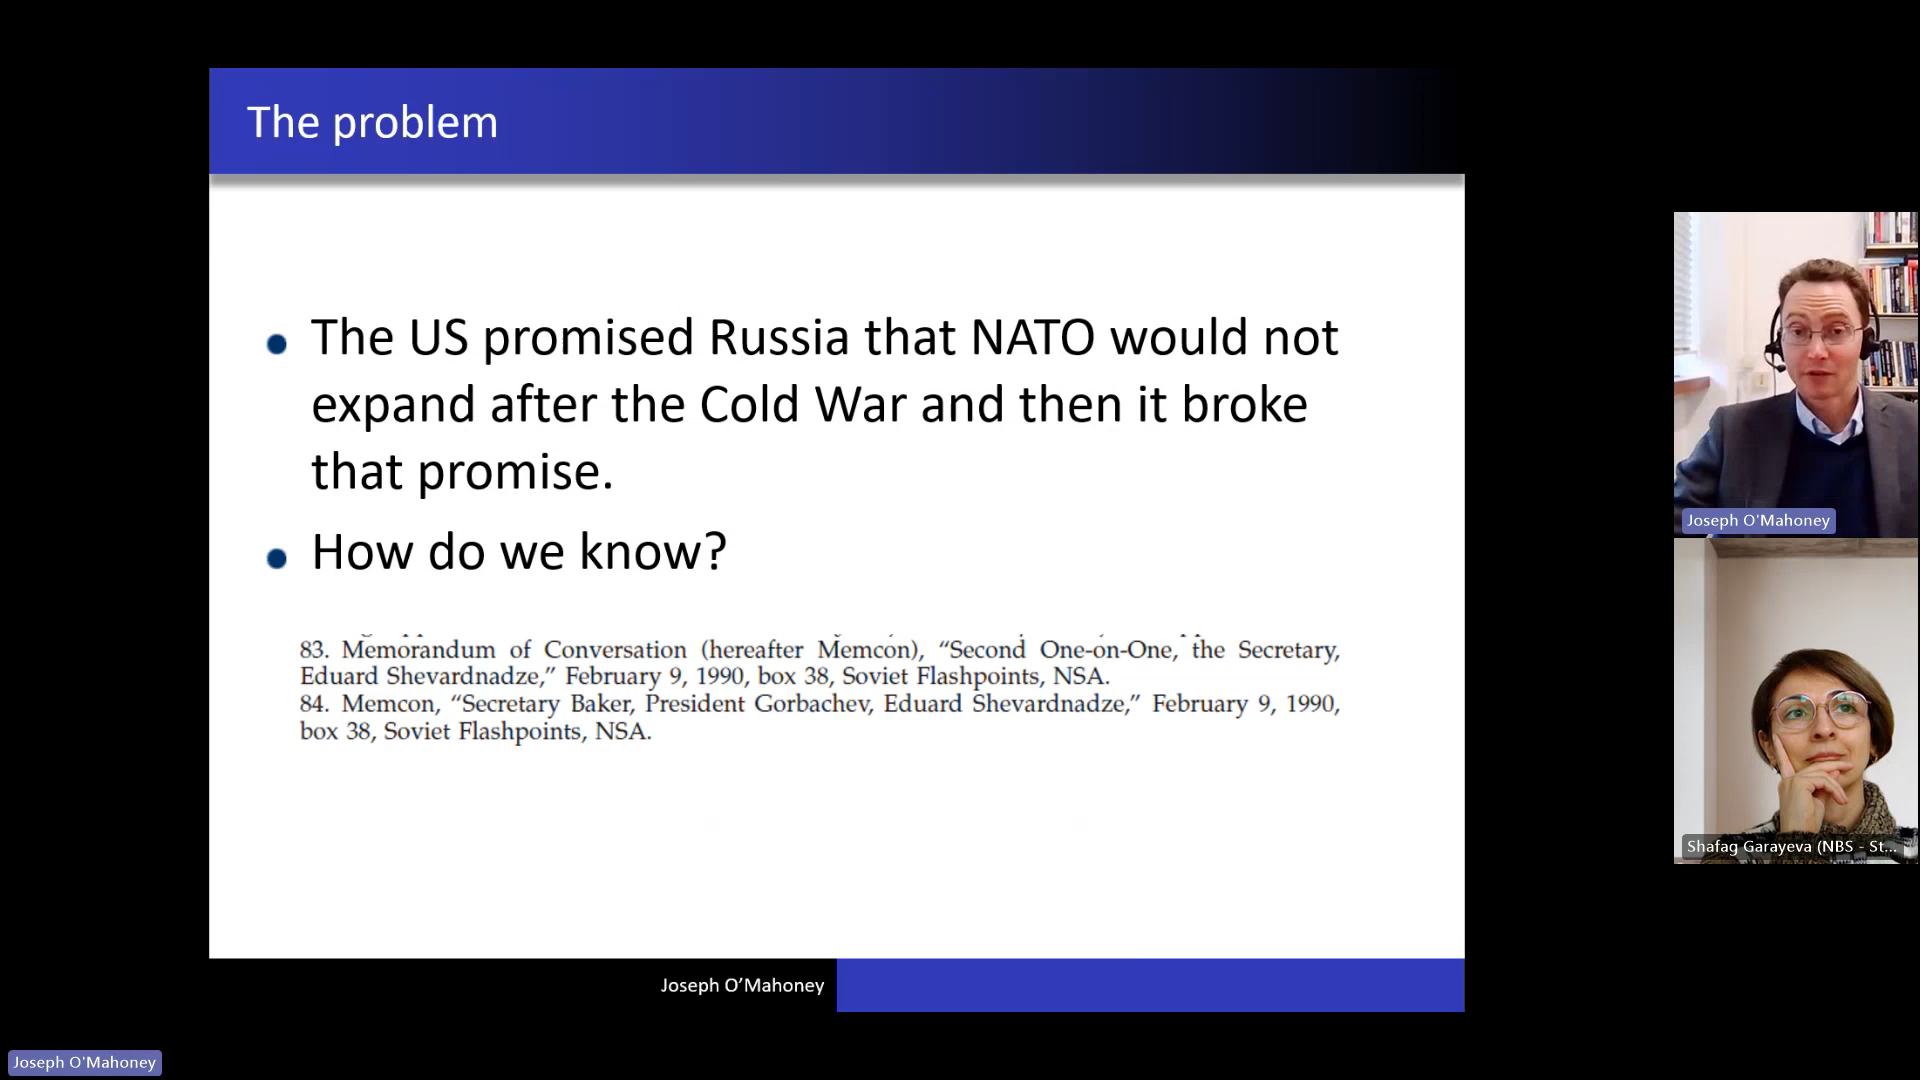 The problem
The US promised Russia that NATO would not
expand after the Cold War and then it broke
that promise.
How do we know?
83. Memorandum of Conversation (hereafter Memcon), “Second One-on-One, the Secretary,
Eduard Shevardnadze,” February 9, 1990, box 38, Soviet Flashpoints, NSA.
84. Memcon, “Secretary Baker, President Gorbachev, Eduard Shevardnadze,” February 9, 1990,
box 38, Soviet Flashpoints, NSA.
Joseph O’Mahoney
Joseph O'Mahoney
Shafag Garayeva (NBS - St...
Joseph O'Mahoney